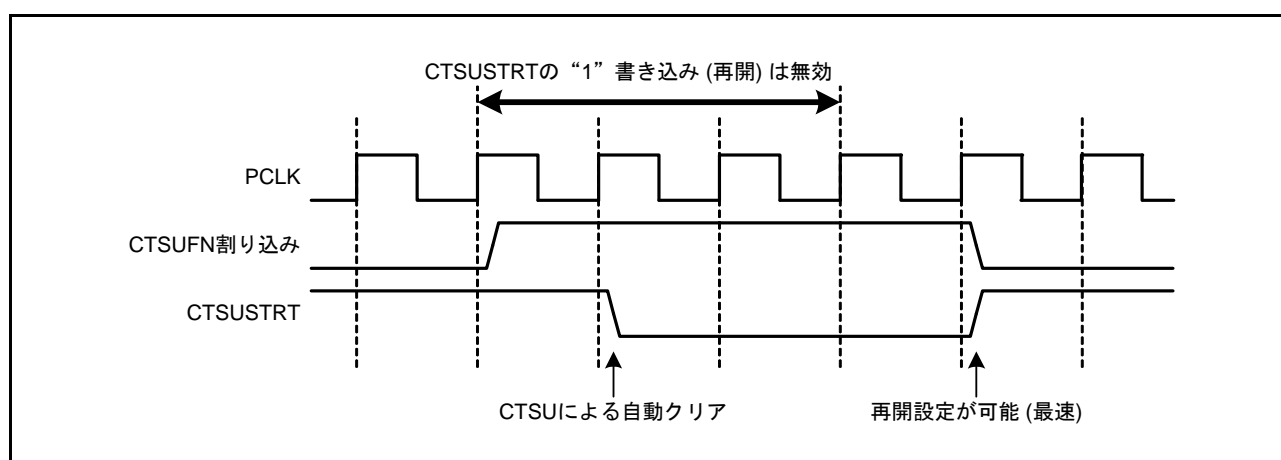 CTSUSTRTの“1”書き込み (再開) は無効
PCLK
CTSUFN割り込み
CTSUSTRT
CTSUによる自動クリア
再開設定が可能 (最速)